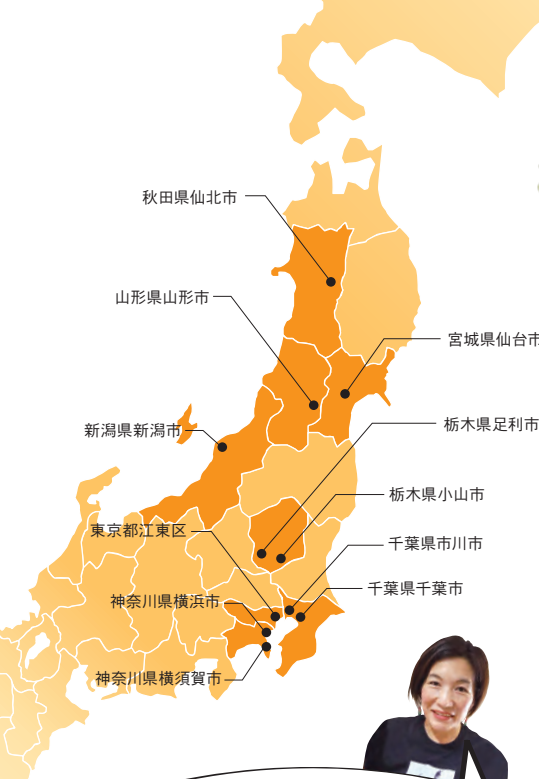 秋田県仙北市
山形県山形市
宮城県仙台市
栃木県足利市
新潟県新潟市
栃木県小山市
東京都江東区
千葉県市川市
千葉県千葉市
神奈川県横浜市
神奈川県横須賀市